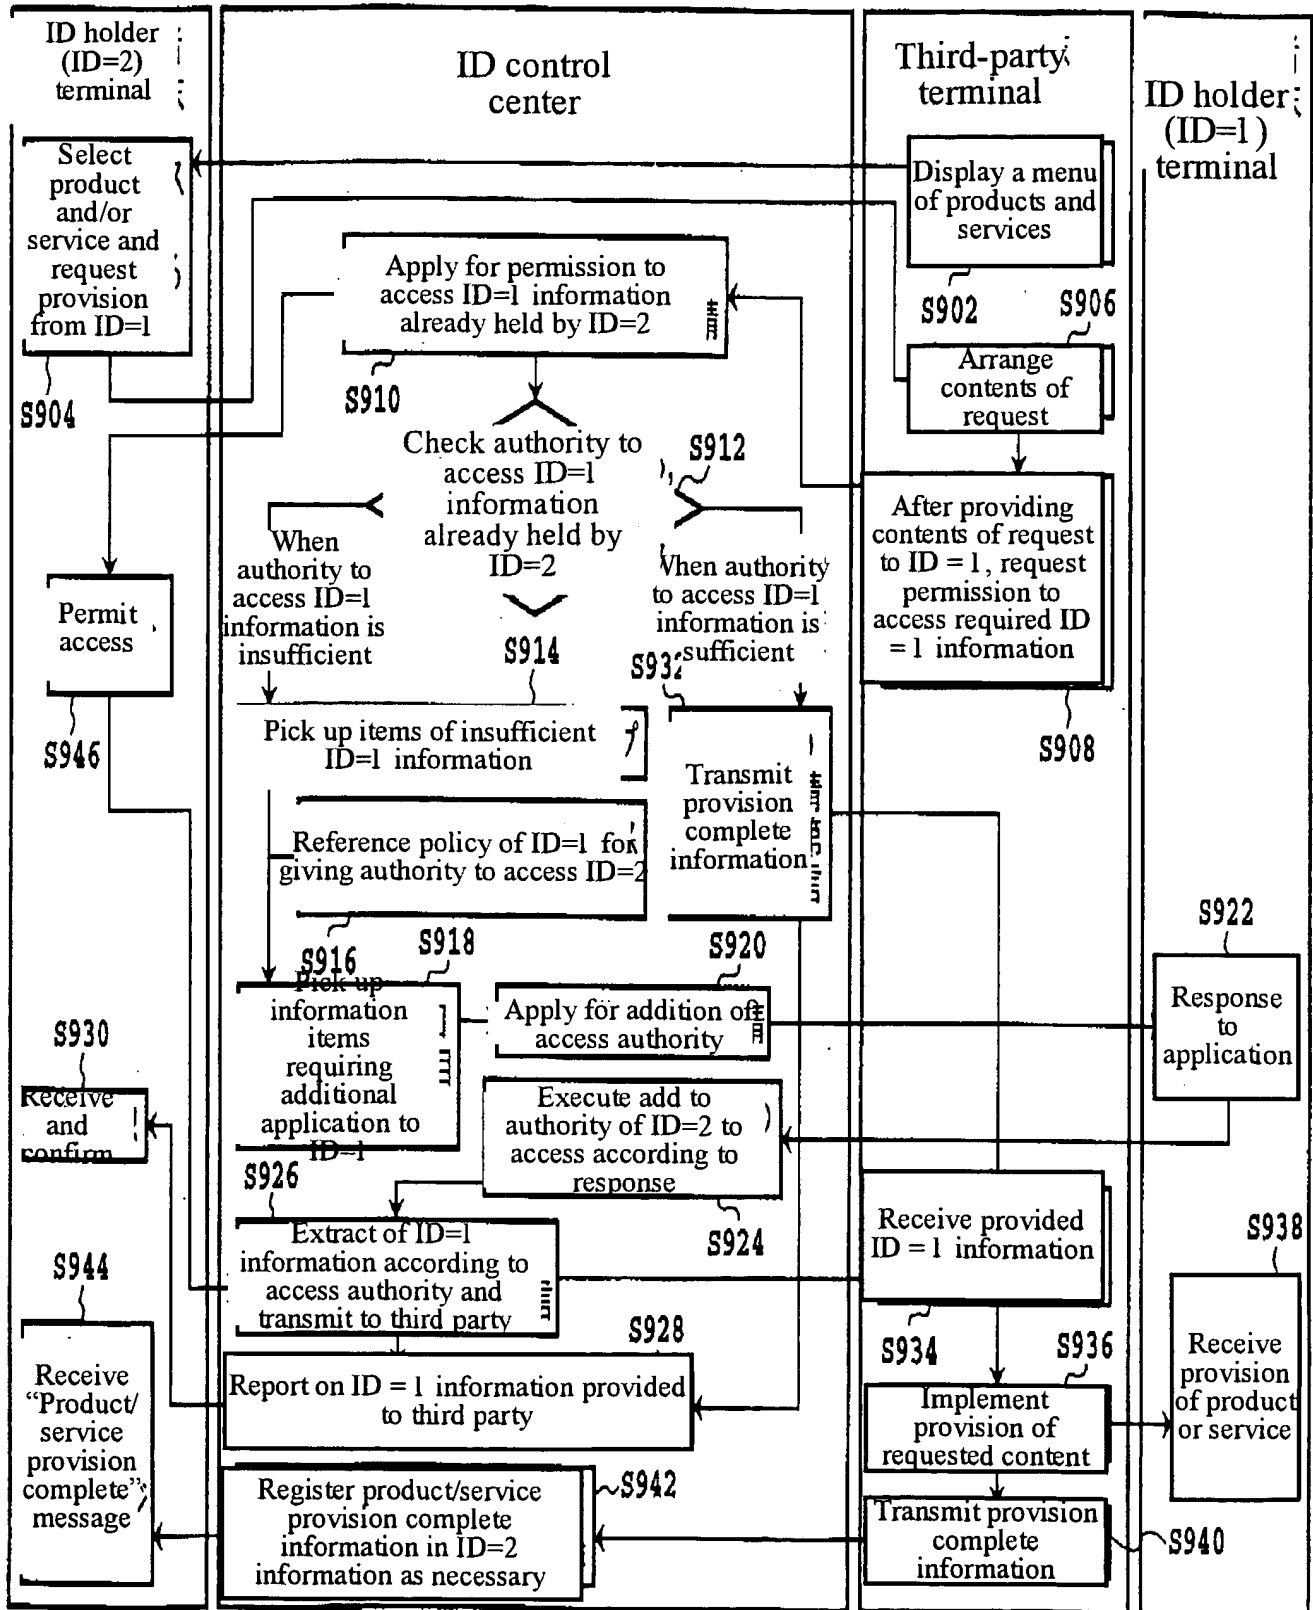 ID holder
(ID=2)
terminal
ID control
center
Third-party
terminal
ID holder
(ID=1)
terminal
Select
product
and/or
service and
request
provision
from ID=1
S904
Display a menu
of products and
services
S902
Apply for permission to
access ID=1 information
already held by ID=2
S910
S906
Arrange
contents of
request
Check authority to
access ID=1
information
already held by
ID=2
S912
After providing
contents of request
to ID = 1, request
permission to
access required ID
= 1 information
S908
When
authority to
access ID=1
information is
insufficient
When authority
to access ID=1
information is
sufficient
Permit
access
S946
S914
S932
Pick up items of insufficient
ID=1 information
Transmit
provision
complete
information
Reference policy of ID=1 for
giving authority to access ID=2
S916
S918
S920
S922
Pick up
information
items
requiring
additional
application to
ID=1
Apply for addition of
access authority
Response
to
application
S930
Receive
and
confirm
Execute add to
authority of ID=2 to
access according to
response
S924
S926
Extract of ID=1
information according to
access authority and
transmit to third party
Receive provided
ID = 1 information
S934
S938
S944
S928
S936
Receive
“Product/
service
provision
complete”
message
Report on ID = 1 information provided
to third party
Implement
provision of
requested content
Receive
provision
of product
or service
Register product/service
provision complete
information in ID=2
information as necessary
S942
Transmit provision
complete
information
S940